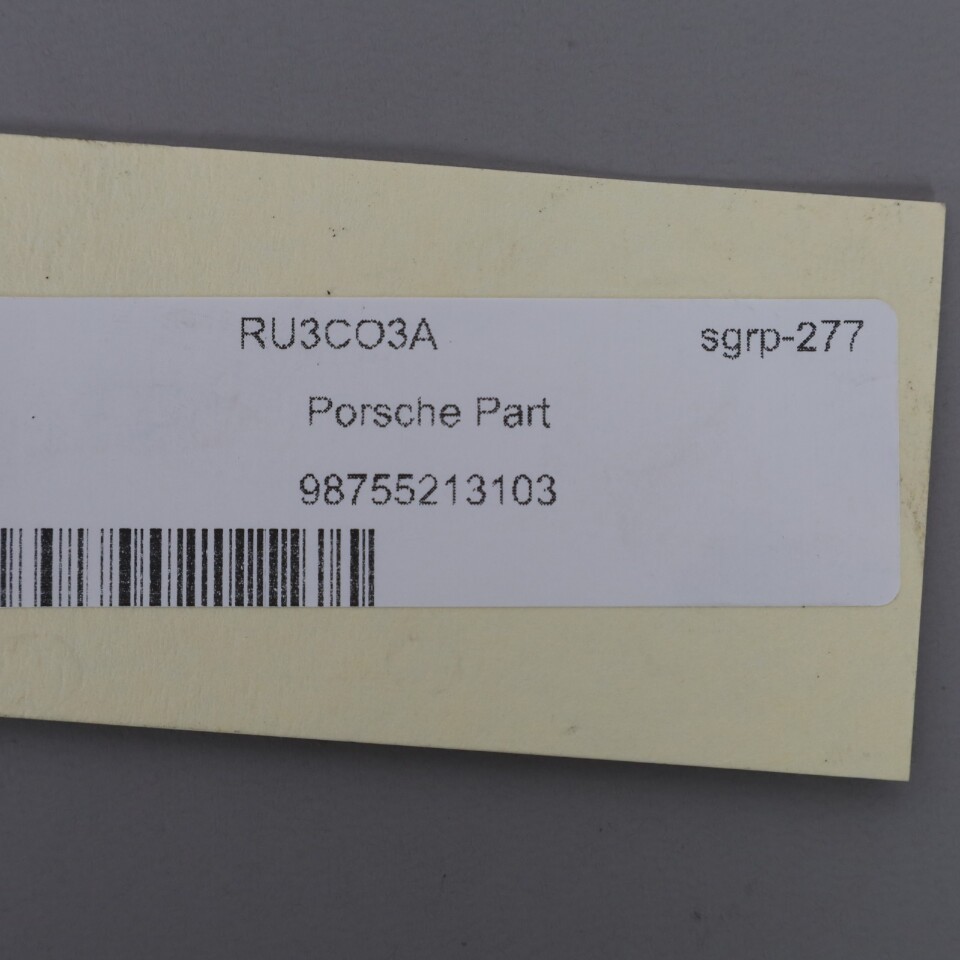 RU3CO3A sgrp-277
Porsche Part
98755213103